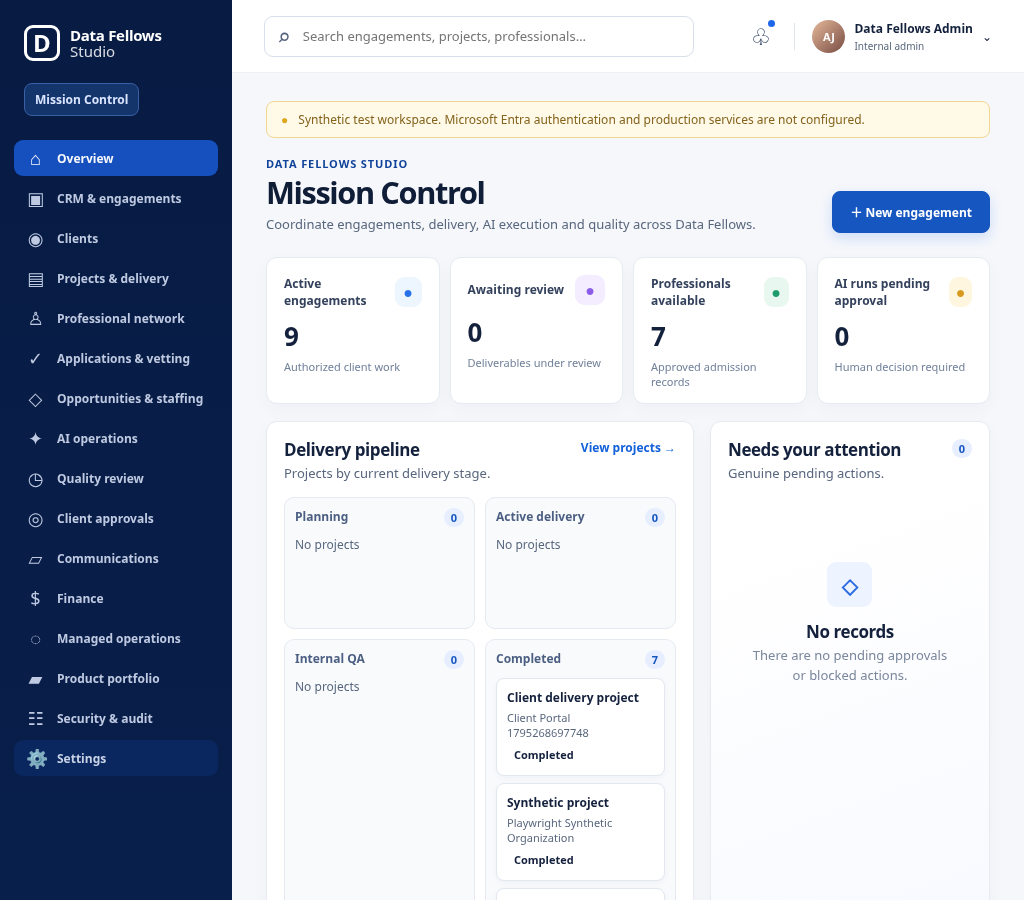 D
Data Fellows
Studio
Mission Control
Overview
CRM & engagements
Clients
Projects & delivery
Professional network
Applications & vetting
Opportunities & staffing
AI operations
Quality review
Client approvals
Communications
$ Finance
Managed operations
Product portfolio
Security & audit
Settings
Search engagements, projects, professionals...
AJ
Data Fellows Admin
Internal admin
Synthetic test workspace. Microsoft Entra authentication and production services are not configured.
DATA FELLOWS STUDIO
Mission Control
Coordinate engagements, delivery, AI execution and quality across Data Fellows.
+ New engagement
Active
engagements
9
Authorized client work
Awaiting review
0
Deliverables under review
Professionals
available
7
Approved admission
records
AI runs pending
approval
0
Human decision required
Delivery pipeline
View projects →
Projects by current delivery stage.
Planning 0
No projects
Active delivery 0
No projects
Internal QA 0
No projects
Completed 7
Client delivery project
Client Portal
1795268697748
Completed
Synthetic project
Playwright Synthetic
Organization
Completed
Needs your attention 0
Genuine pending actions.
No records
There are no pending approvals
or blocked actions.